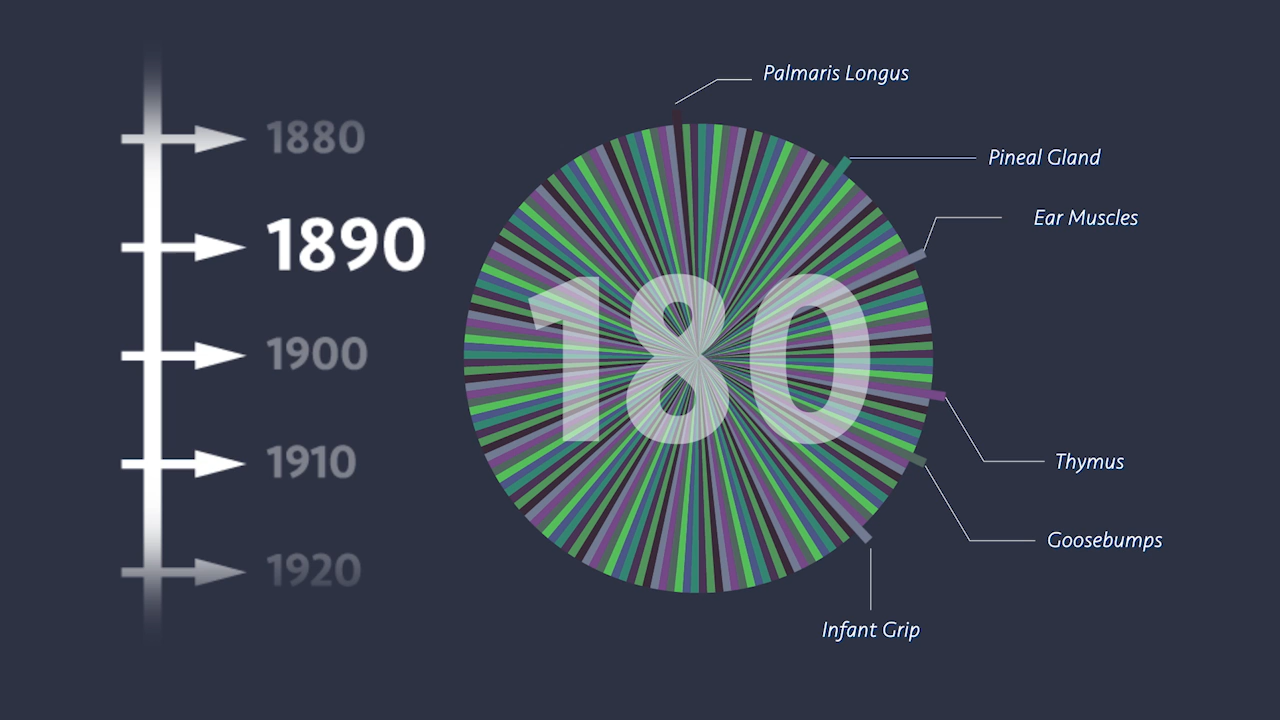 1880
1890
1900
1910
1920
180
Palmaris Longus
Pineal Gland
Ear Muscles
Thymus
Goosebumps
Infant Grip